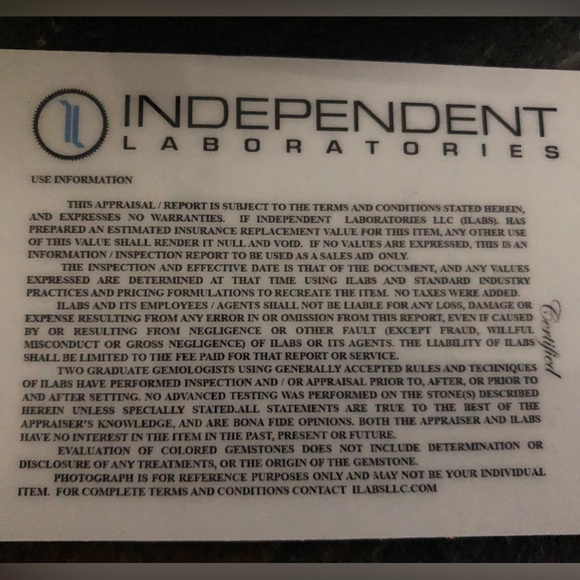 INDEPENDENT
LABORATORIES
USE INFORMATION
THIS APPRAISAL / REPORT IS SUBJECT TO THE TERMS AND CONDITIONS STATED HEREIN,
AND EXPRESSES NO WARRANTIES. IF INDEPENDENT LABORATORIES LLC (ILABS). HAS
PREPARED AN ESTIMATED INSURANCE REPLACEMENT VALUE FOR THIS ITEM, ANY OTHER USE
OF THIS VALUE SHALL RENDER IT NULL AND VOID. IF NO VALUES ARE EXPRESSED, THIS IS AN
INFORMATION / INSPECTION REPORT TO BE USED AS A SALES AID ONLY.
THE INSPECTION AND EFFECTIVE DATE IS THAT OF THE DOCUMENT, AND ANY VALUES
EXPRESSED ARE DETERMINED AT THAT TIME USING ILABS AND STANDARD INDUSTRY
PRACTICES AND PRICING FORMULATIONS TO RECREATE THE ITEM. NO TAXES WERE ADDED.
ILABS AND ITS EMPLOYEES / AGENTS SHALL NOT BE LIABLE FOR ANY LOSS, DAMAGE OR
EXPENSE RESULTING FROM ANY ERROR IN OR OMISSION FROM THIS REPORT, EVEN IF CAUSED
BY OR RESULTING FROM NEGLIGENCE OR OTHER FAULT (EXCEPT FRAUD, WILLFUL
MISCONDUCT OR GROSS NEGLIGENCE) OF ILABS OR ITS AGENTS. THE LIABILITY OF ILABS
SHALL BE LIMITED TO THE FEE PAID FOR THAT REPORT OR SERVICE.
TWO GRADUATE GEMOLOGISTS USING GENERALLY ACCEPTED RULES AND TECHNIQUES
OF ILABS HAVE PERFORMED INSPECTION AND / OR APPRAISAL PRIOR TO, AFTER, OR PRIOR TO
AND AFTER SETTING. NO ADVANCED TESTING WAS PERFORMED ON THE STONE(S) DESCRIBED
HEREIN UNLESS SPECIALLY STATED.ALL STATEMENTS ARE TRUE TO THE BEST OF THE
APPRAISER'S KNOWLEDGE, AND ARE BONA FIDE OPINIONS. BOTH THE APPRAISER AND ILABS
HAVE NO INTEREST IN THE ITEM IN THE PAST, PRESENT OR FUTURE.
EVALUATION OF COLORED GEMSTONES DOES NOT INCLUDE DETERMINATION OR
DISCLOSURE OF ANY TREATMENTS, OR THE ORIGIN OF THE GEMSTONE.
PHOTOGRAPH IS FOR REFERENCE PURPOSES ONLY AND MAY NOT BE YOUR INDIVIDUAL
ITEM. FOR COMPLETE TERMS AND CONDITIONS CONTACT ILABSLLC.COM
Certified